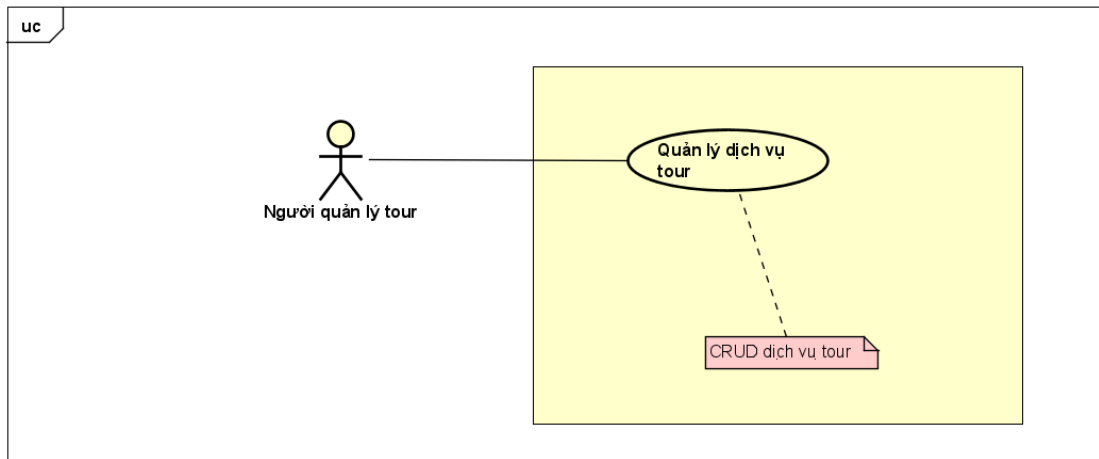 uc
Quản lý dịch vụ
tour
Người quản lý tour
CRUD dịch vụ tour